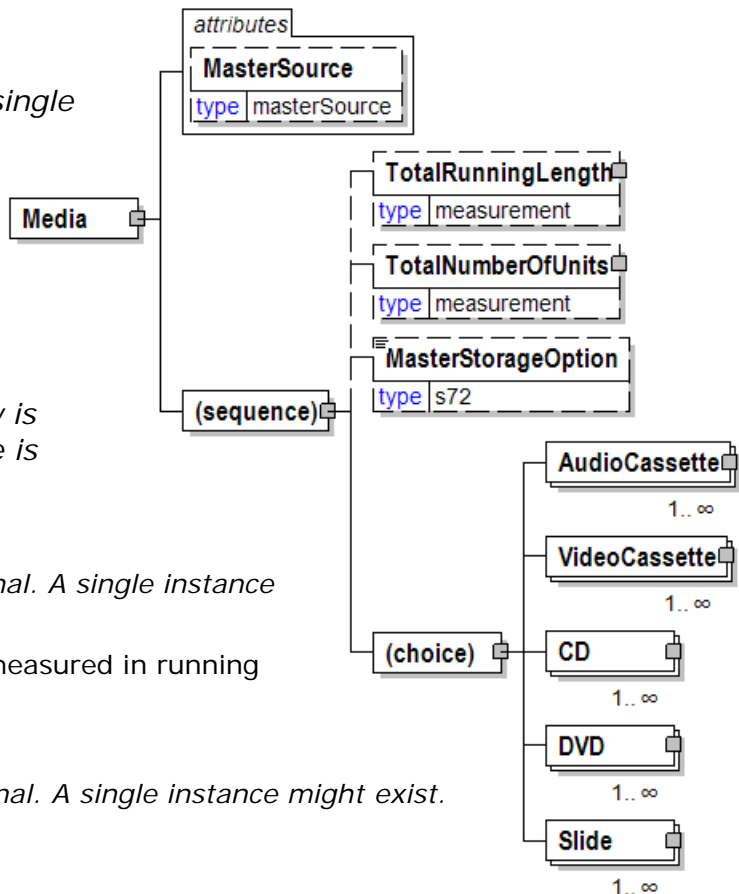 attributes
MasterSource
type masterSource
single
TotalRunningLength
type measurement
Media
TotalNumberOfUnits
type measurement
MasterStorageOption
type s72
(sequence)
is
e is
AudioCassette
1.. ∞
VideoCassette
1.. ∞
nal. A single instance
(choice)
measured in running
CD
1.. ∞
DVD
1.. ∞
nal. A single instance might exist.
Slide
1.. ∞